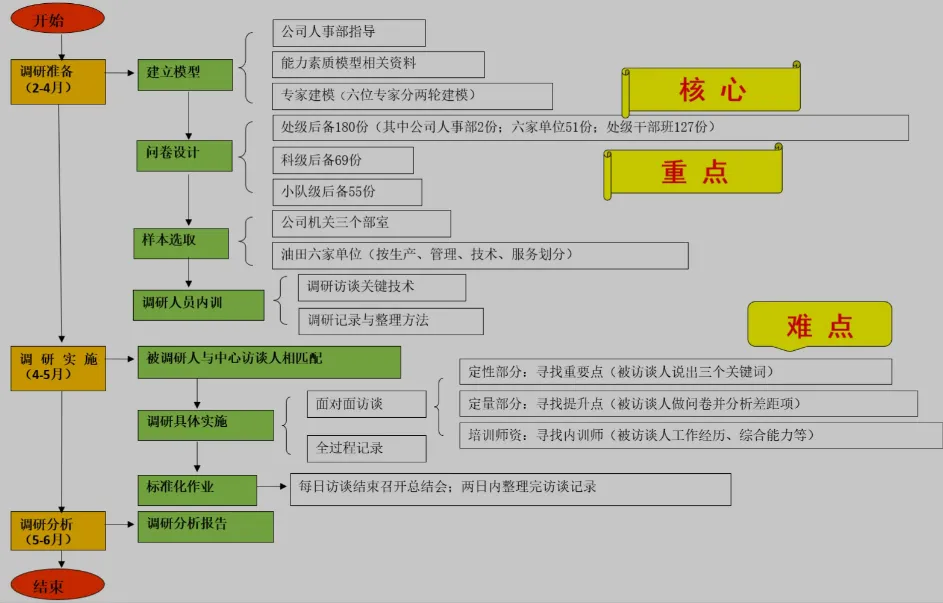 开始
调研准备
（2-4月）
建立模型
公司人事部指导
能力素质模型相关资料
专家建模（六位专家分两轮建模）
核 心
问卷设计
处级后备180份（其中公司人事部2份；六家单位51份；处级干部班127份）
科级后备69份
小队级后备55份
重 点
样本选取
公司机关三个部室
油田六家单位（按生产、管理、技术、服务划分）
调研人员内训
调研访谈关键技术
调研记录与整理方法
难 点
调 研 实 施
（4-5月）
被调研人与中心访谈人相匹配
调研具体实施
面对面访谈
定性部分：寻找重要点（被访谈人说出三个关键词）
定量部分：寻找提升点（被访谈人做问卷并分析差距项）
培训师资：寻找内训师（被访谈人工作经历、综合能力等）
全过程记录
标准化作业
每日访谈结束召开总结会；两日内整理完访谈记录
调研分析
（5-6月）
调研分析报告
结束